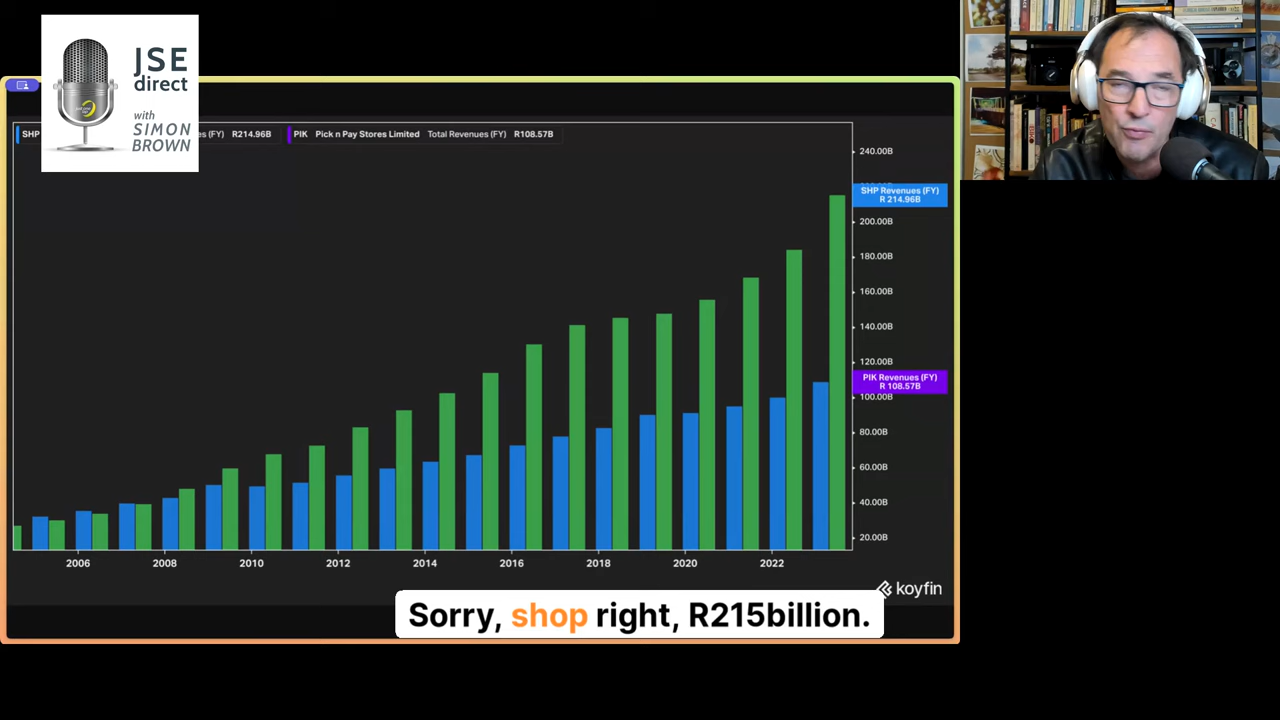 JSE
direct
with
SIMON
BROWN
SHP
es (FY) R214.96B
PIK Pick n Pay Stores Limited Total Revenues (FY) R108.57B
240.00B
SHP Revenues (FY)
R 214.96B
200.00B
180.00B
160.00B
140.00B
120.00B
PIK Revenues (FY)
R 108.57B
100.00B
80.00B
60.00B
40.00B
20.00B
2006 2008 2010 2012 2014 2016 2018 2020 2022
koyfin
Sorry, shop right, R215billion.